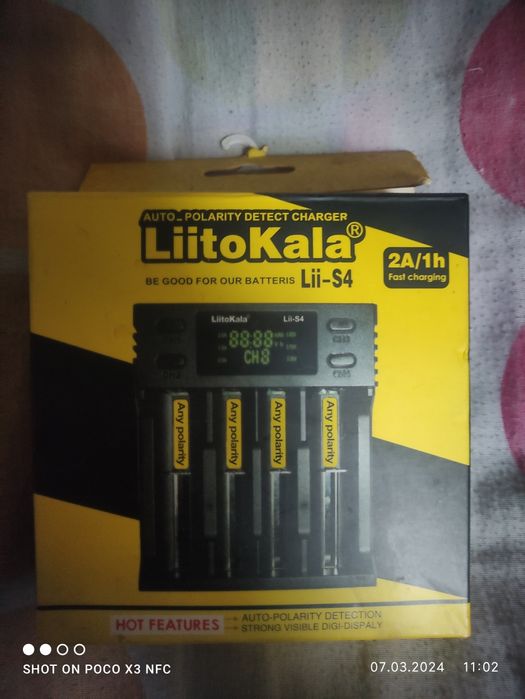 AUTO-POLARITY DETECT CHARGER
LiitoKala®
BE GOOD FOR OUR BATTERIS Lii-S4
2A/1h
Fast charging
LiitoKala® Lii-S4
88:88
CH8
Any polarity
Any polarity
Any polarity
Any polarity
HOT FEATURES
AUTO-POLARITY DETECTION
STRONG VISIBLE DIGI-DISPALY
SHOT ON POCO X3 NFC
07.03.2024 11:02